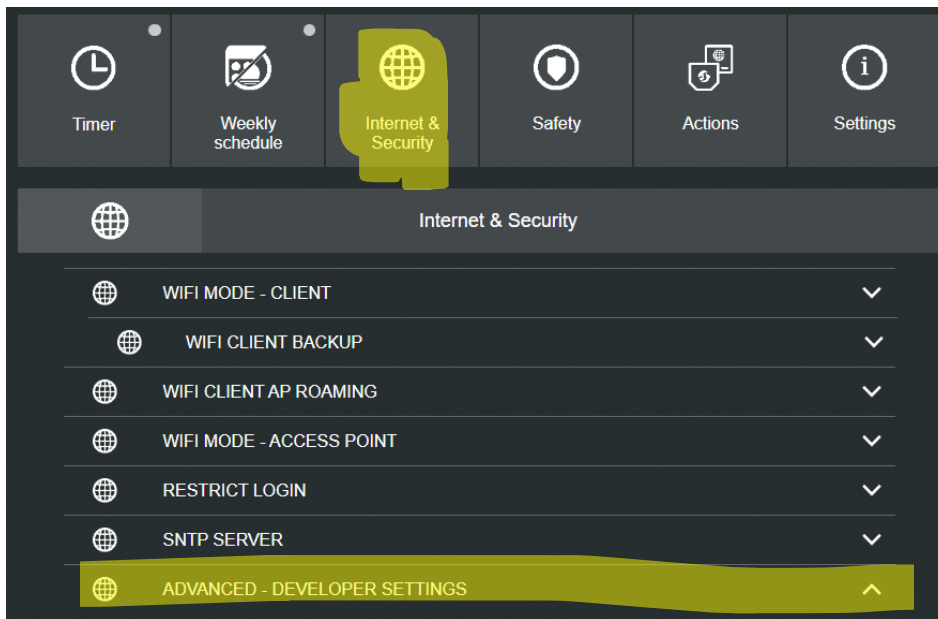 Timer
Weekly
schedule
Internet &
Security
Safety
Actions
Settings
Internet & Security
WIFI MODE - CLIENT
WIFI CLIENT BACKUP
WIFI CLIENT AP ROAMING
WIFI MODE - ACCESS POINT
RESTRICT LOGIN
SNTP SERVER
ADVANCED - DEVELOPER SETTINGS